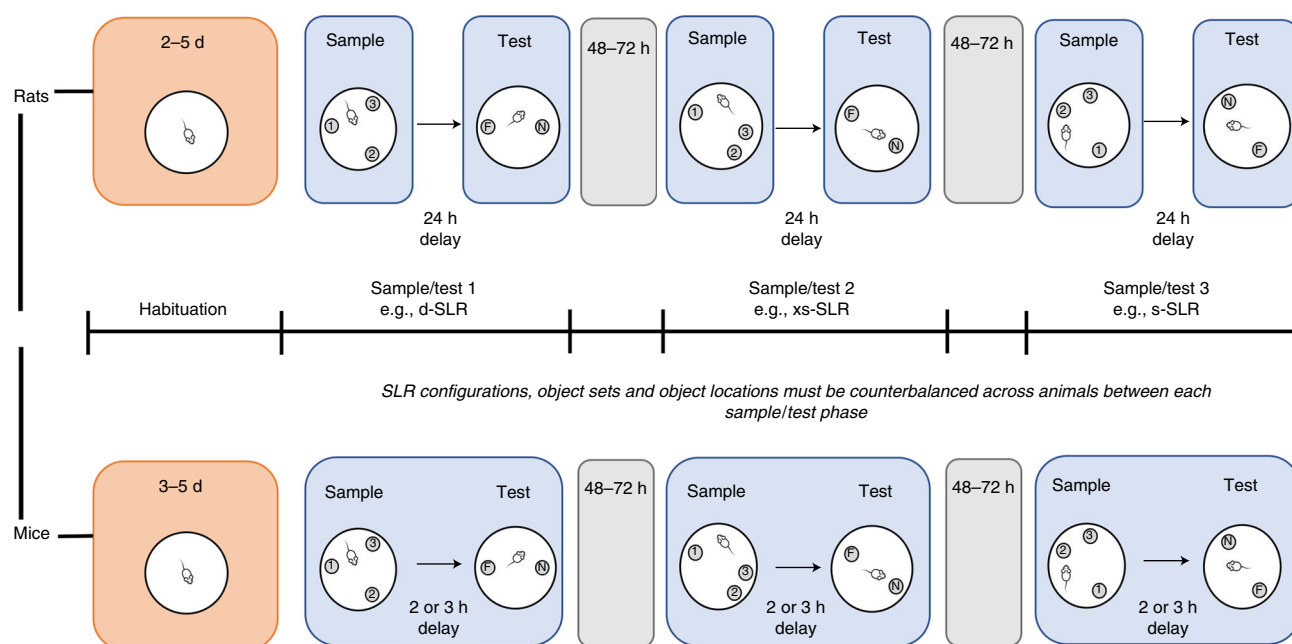 2–5 d
Sample
Test
48–72 h
Sample
Test
48–72 h
Sample
Test
Rats
1
3
2
F
N
1
3
2
F
N
2
3
1
N
F
24 h
delay
24 h
delay
24 h
delay
Habituation
Sample/test 1
e.g., d-SLR
Sample/test 2
e.g., xs-SLR
Sample/test 3
e.g., s-SLR
SLR configurations, object sets and object locations must be counterbalanced across animals between each
sample/test phase
3–5 d
Sample
Test
48–72 h
Sample
Test
48–72 h
Sample
Test
Mice
1
3
2
F
N
1
3
2
F
N
2
3
1
N
F
2 or 3 h
delay
2 or 3 h
delay
2 or 3 h
delay